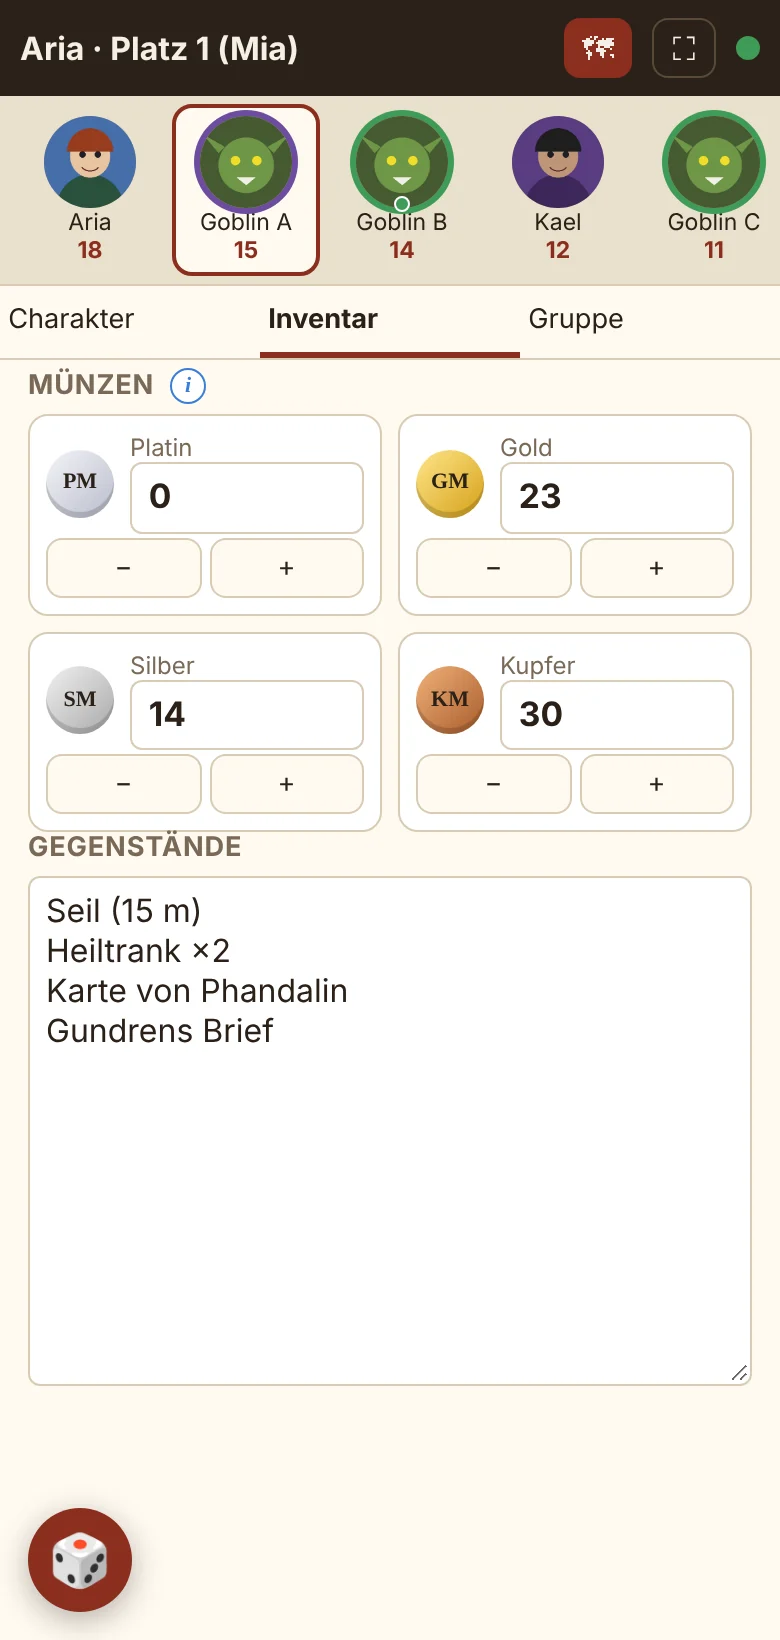 Aria · Platz 1 (Mia)
Aria
18
Goblin A
15
Goblin B
14
Kael
12
Goblin C
11
Charakter
Inventar
Gruppe
MÜNZEN
i
PM
Platin
0
−
+
GM
Gold
23
−
+
SM
Silber
14
−
+
KM
Kupfer
30
−
+
GEGENSTÄNDE
Seil (15 m)
Heiltrank ×2
Karte von Phandalin
Gundrens Brief